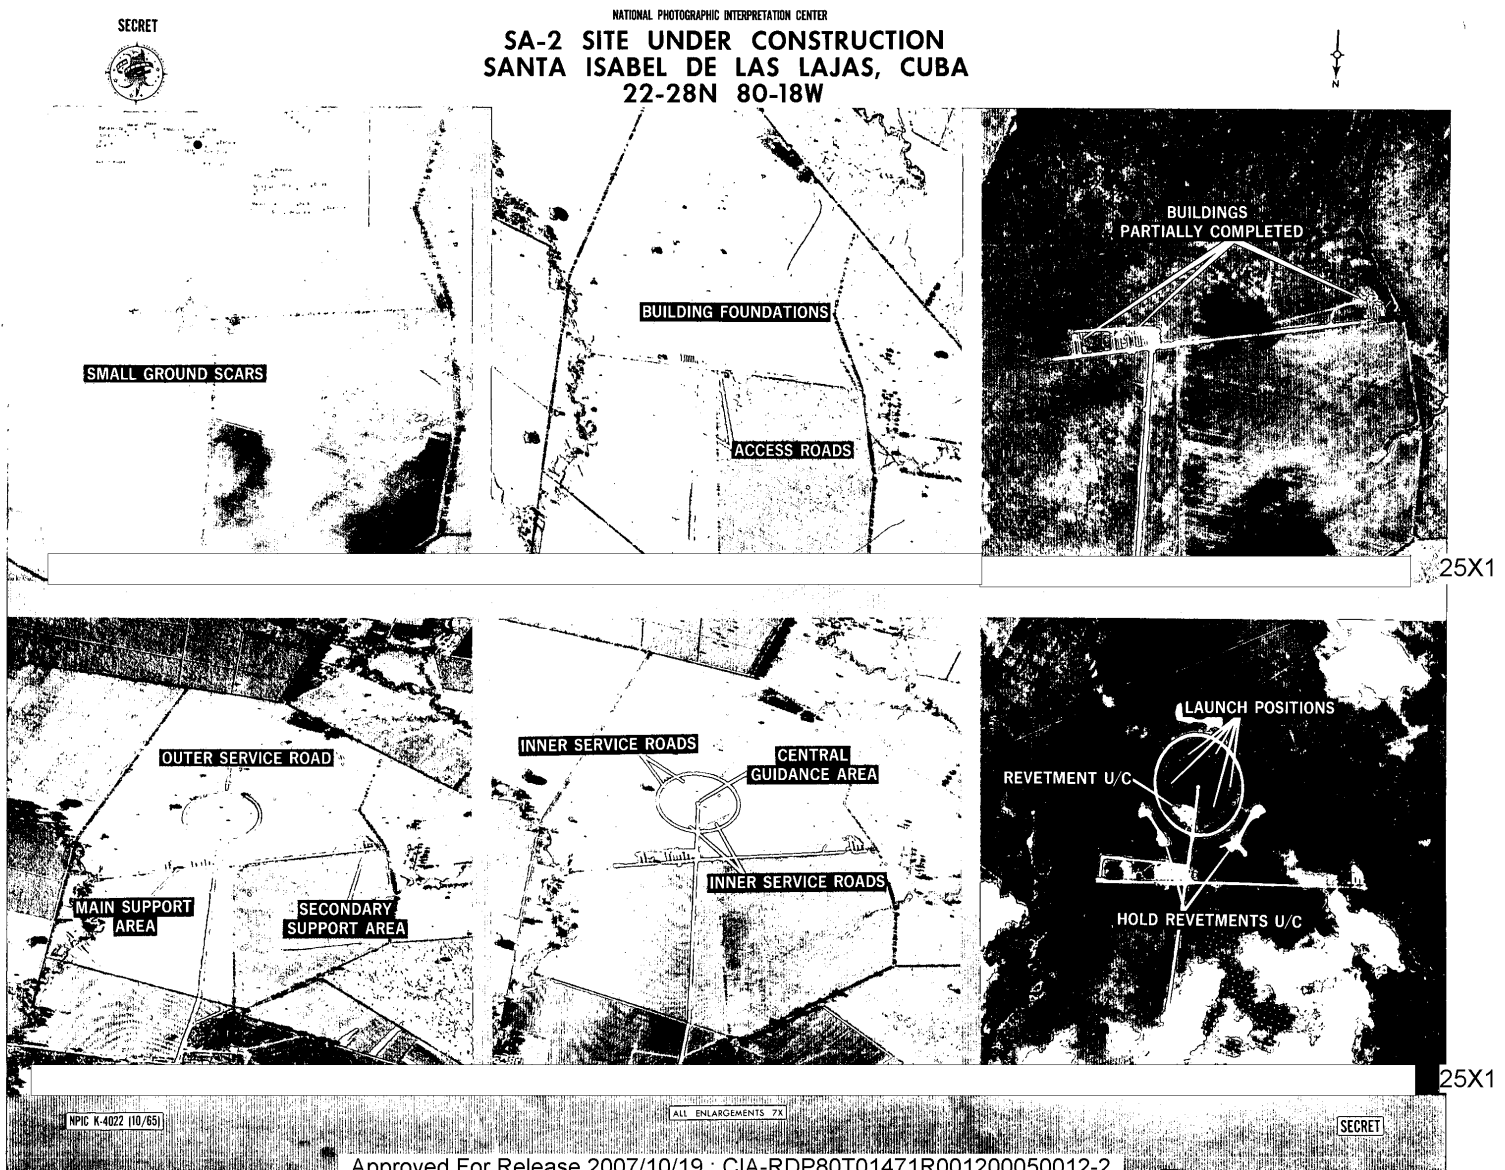 NATIONAL PHOTOGRAPHIC INTERPRETATION CENTER
SECRET
SA-2 SITE UNDER CONSTRUCTION
SANTA ISABEL DE LAS LAJAS, CUBA
22-28N 80-18W
N
SMALL GROUND SCARS
BUILDING FOUNDATIONS
ACCESS ROADS
BUILDINGS
PARTIALLY COMPLETED
25X1
OUTER SERVICE ROAD
MAIN SUPPORT
AREA
SECONDARY
SUPPORT AREA
INNER SERVICE ROADS
CENTRAL
GUIDANCE AREA
INNER SERVICE ROADS
LAUNCH POSITIONS
REVETMENT U/C
HOLD REVETMENTS U/C
25X1
NPIC K-4022 (10/65)
ALL ENLARGEMENTS 7X
SECRET
Approved For Release 2007/10/19 : CIA-RDP80T01471R001200050012-2